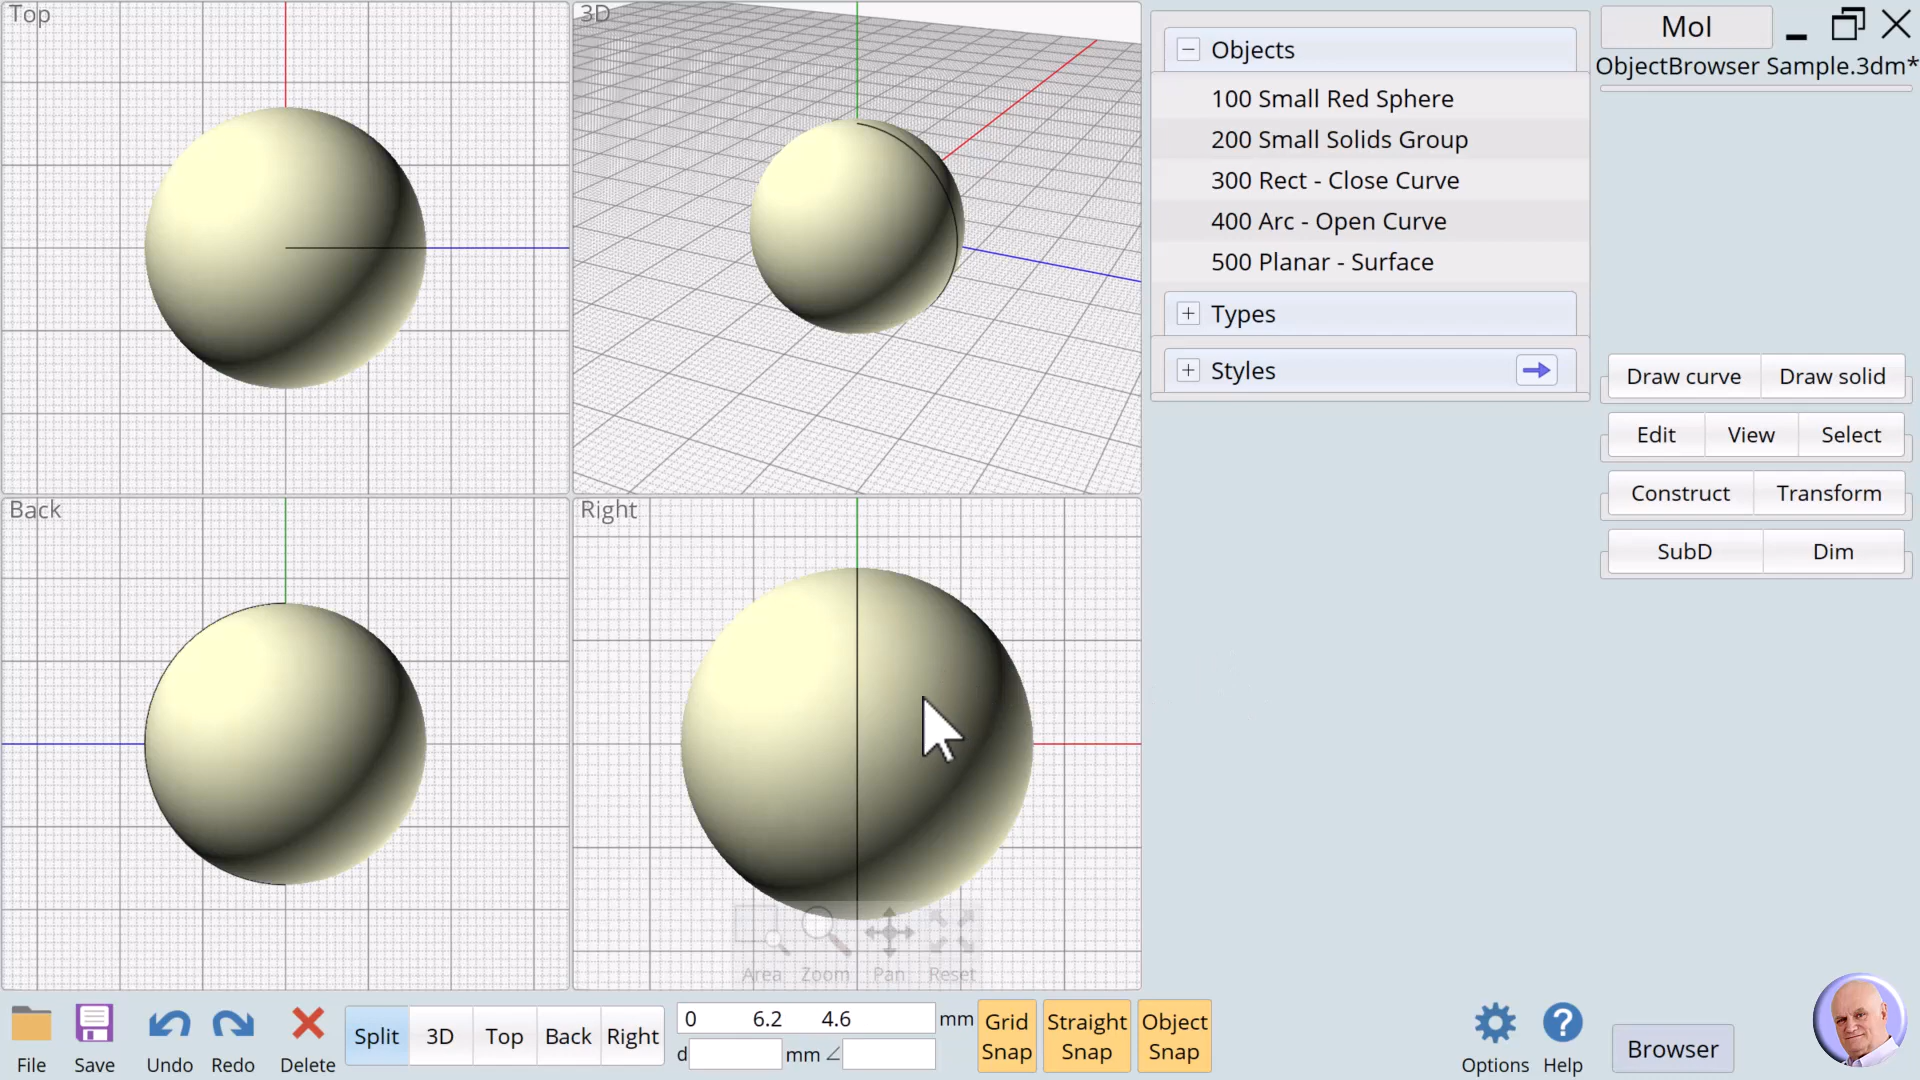 Top
3D
Back
Right
Area Zoom Pan Reset
− Objects
100 Small Red Sphere
200 Small Solids Group
300 Rect - Close Curve
400 Arc - Open Curve
500 Planar - Surface
+ Types
+ Styles
MoI
ObjectBrowser Sample.3dm*
Draw curve Draw solid
Edit View Select
Construct Transform
SubD Dim
File Save Undo Redo Delete
Split 3D Top Back Right
0 6.2 4.6 mm
d mm ∠
Grid Snap
Straight Snap
Object Snap
Options Help
Browser